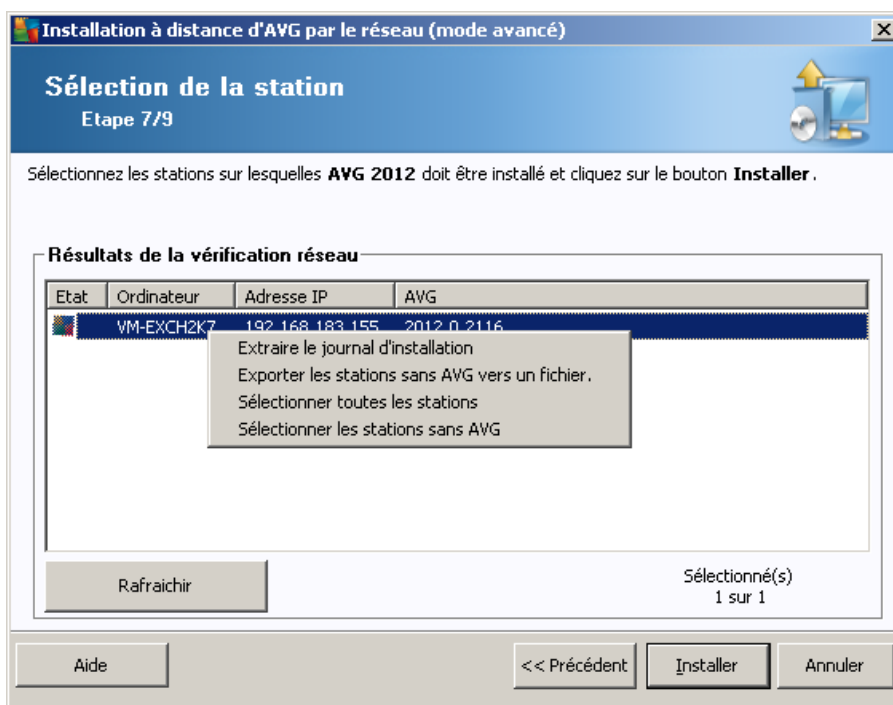 Installation à distance d'AVG par le réseau (mode avancé)
Sélection de la station
Etape 7/9
Sélectionnez les stations sur lesquelles AVG 2012 doit être installé et cliquez sur le bouton Installer.
Résultats de la vérification réseau
Etat Ordinateur Adresse IP AVG
VM-EXCH2K7 192.168.183.155 2012.0.2116
Extraire le journal d'installation
Exporter les stations sans AVG vers un fichier.
Sélectionner toutes les stations
Sélectionner les stations sans AVG
Rafraichir
Sélectionné(s)
1 sur 1
Aide
<< Précédent
Installer
Annuler